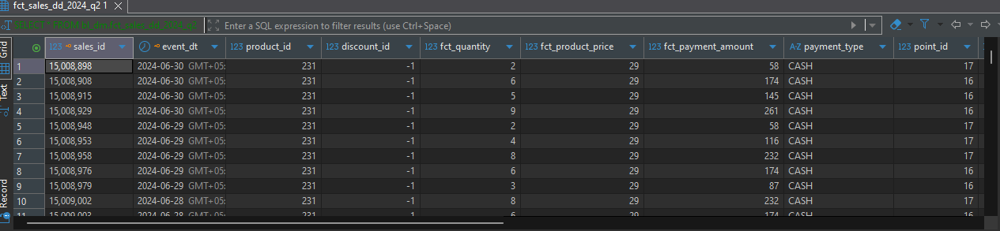 fct_sales_dd_2024_q2 1
SELECT * FROM bl_dm.fct_sales_dd_2024_q2 Enter a SQL expression to filter results (use Ctrl+Space)
Grid
Text
Record
123 sales_id event_dt 123 product_id 123 discount_id 123 fct_quantity 123 fct_product_price 123 fct_payment_amount A-Z payment_type 123 point_id
1 15,008,898 2024-06-30 GMT+05: 231 -1 2 29 58 CASH 17
2 15,008,908 2024-06-30 GMT+05: 231 -1 6 29 174 CASH 16
3 15,008,915 2024-06-30 GMT+05: 231 -1 5 29 145 CASH 16
4 15,008,929 2024-06-30 GMT+05: 231 -1 9 29 261 CASH 16
5 15,008,948 2024-06-29 GMT+05: 231 -1 2 29 58 CASH 17
6 15,008,953 2024-06-29 GMT+05: 231 -1 4 29 116 CASH 16
7 15,008,958 2024-06-29 GMT+05: 231 -1 8 29 232 CASH 17
8 15,008,976 2024-06-29 GMT+05: 231 -1 6 29 174 CASH 16
9 15,008,979 2024-06-29 GMT+05: 231 -1 3 29 87 CASH 16
10 15,009,002 2024-06-28 GMT+05: 231 -1 8 29 232 CASH 17
11 15,009,003 2024-06-28 GMT+05: 231 -1 6 29 174 CASH 16